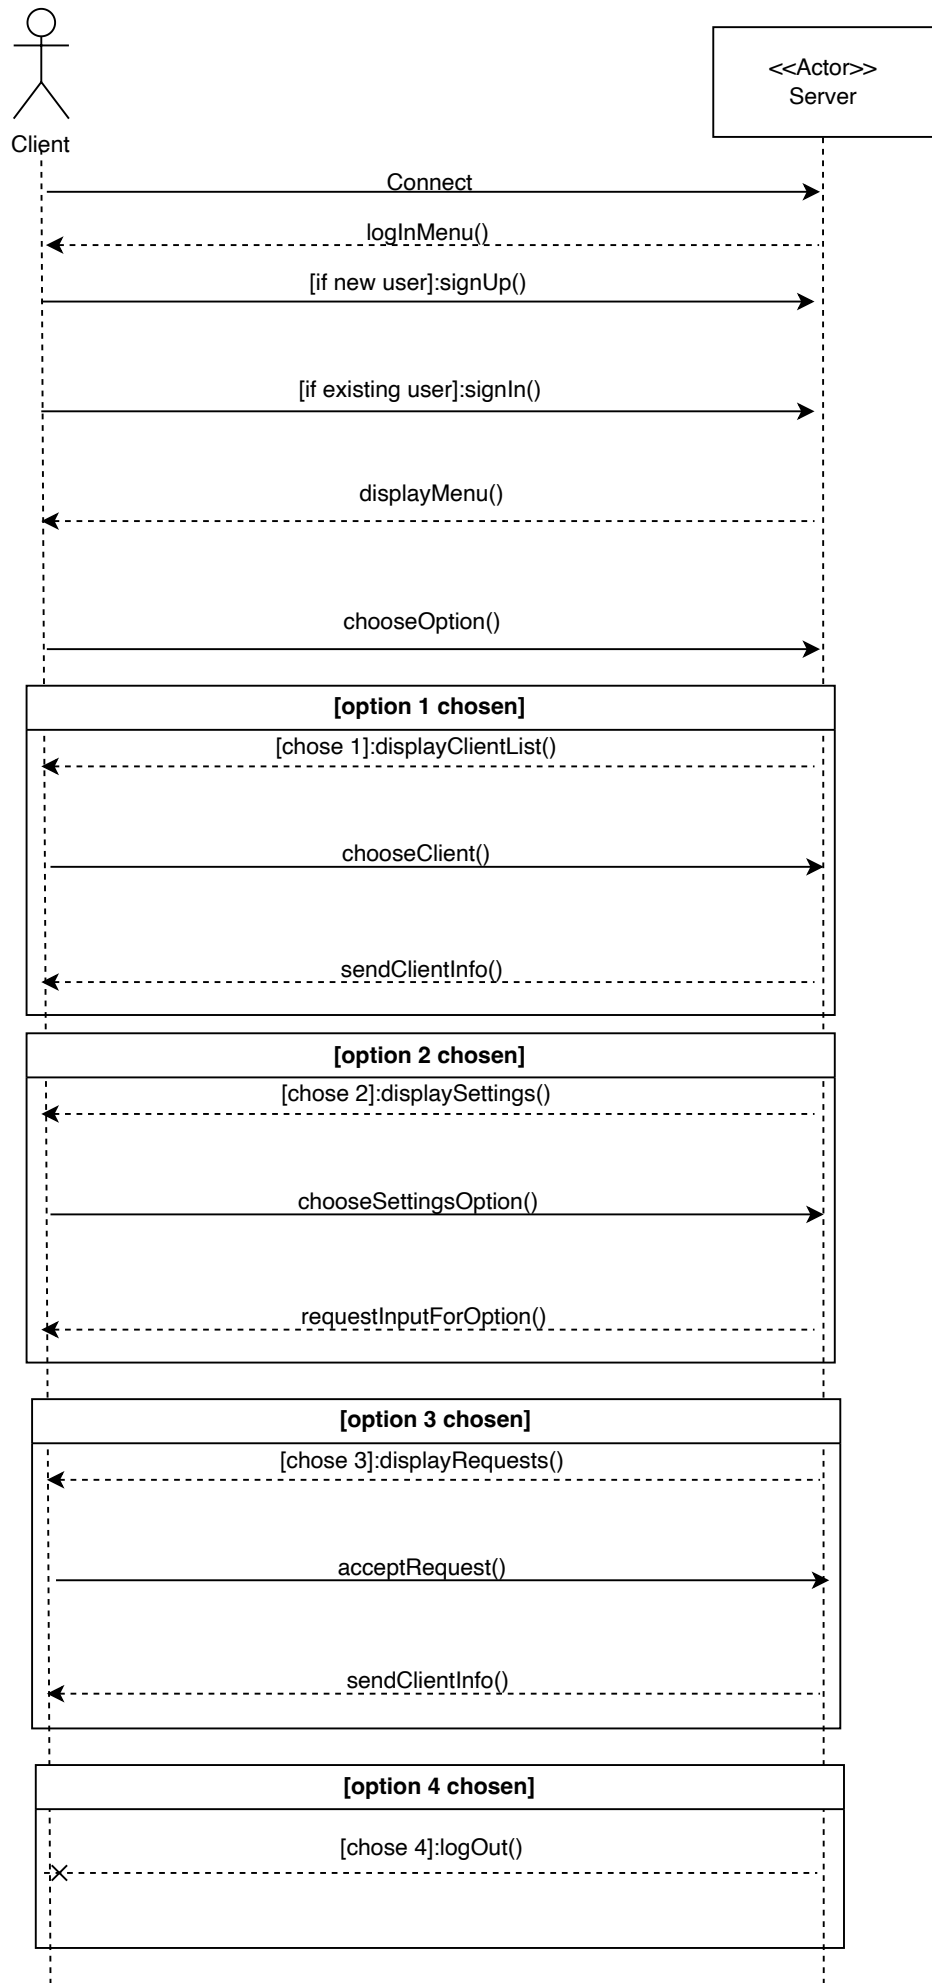 <<Actor>>
Server
Client
Connect
logInMenu()
[if new user]:signUp()
[if existing user]:signIn()
displayMenu()
chooseOption()
[option 1 chosen]
[chose 1]:displayClientList()
chooseClient()
sendClientInfo()
[option 2 chosen]
[chose 2]:displaySettings()
chooseSettingsOption()
requestInputForOption()
[option 3 chosen]
[chose 3]:displayRequests()
acceptRequest()
sendClientInfo()
[option 4 chosen]
[chose 4]:logOut()